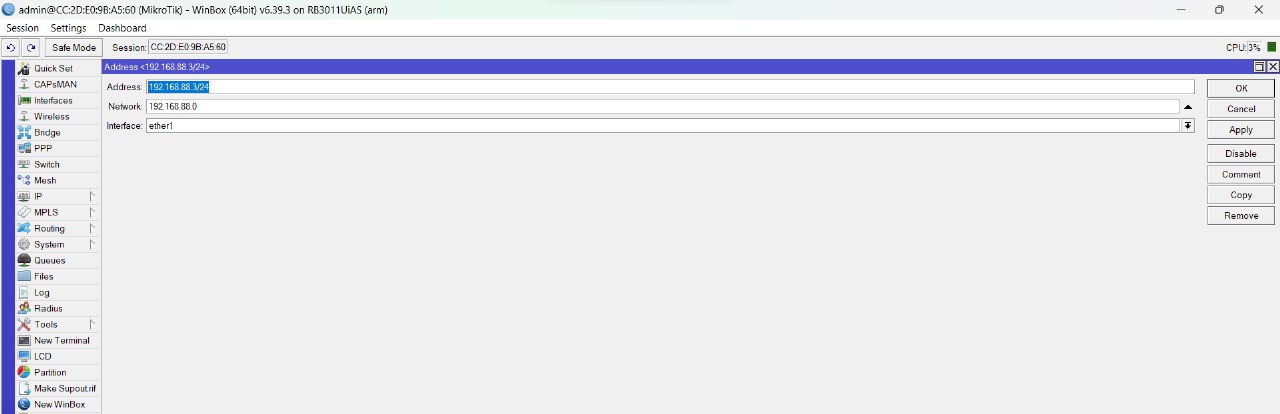 admin@CC:2D:E0:9B:A5:60 (MikroTik) - WinBox (64bit) v6.39.3 on RB3011UiAS (arm)
Session Settings Dashboard
Safe Mode Session: CC:2D:E0:9B:A5:60 CPU: 3%
Address <192.168.88.3/24>
Quick Set
CAPsMAN
Interfaces
Wireless
Bridge
PPP
Switch
Mesh
IP
MPLS
Routing
System
Queues
Files
Log
Radius
Tools
New Terminal
LCD
Partition
Make Supout.rif
New WinBox
Address: 192.168.88.3/24
Network: 192.168.88.0
Interface: ether1
OK
Cancel
Apply
Disable
Comment
Copy
Remove